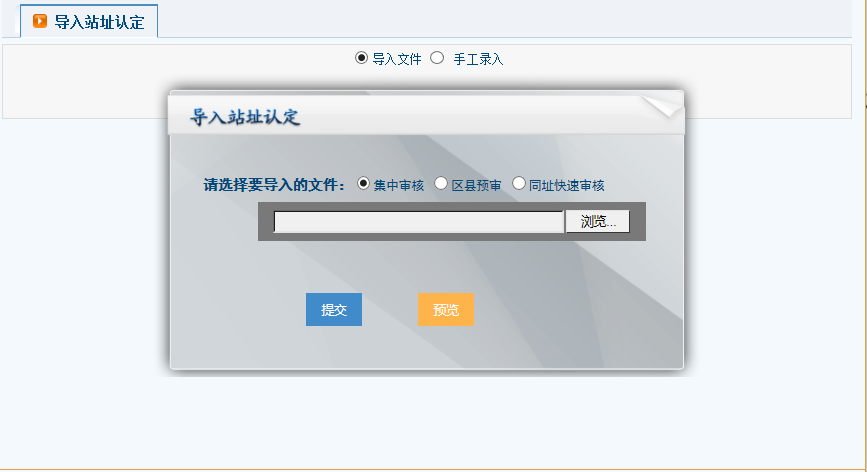 导入站址认定
导入文件 手工录入
导入站址认定
请选择要导入的文件： 集中审核 区县预审 同址快速审核
浏览...
提交 预览